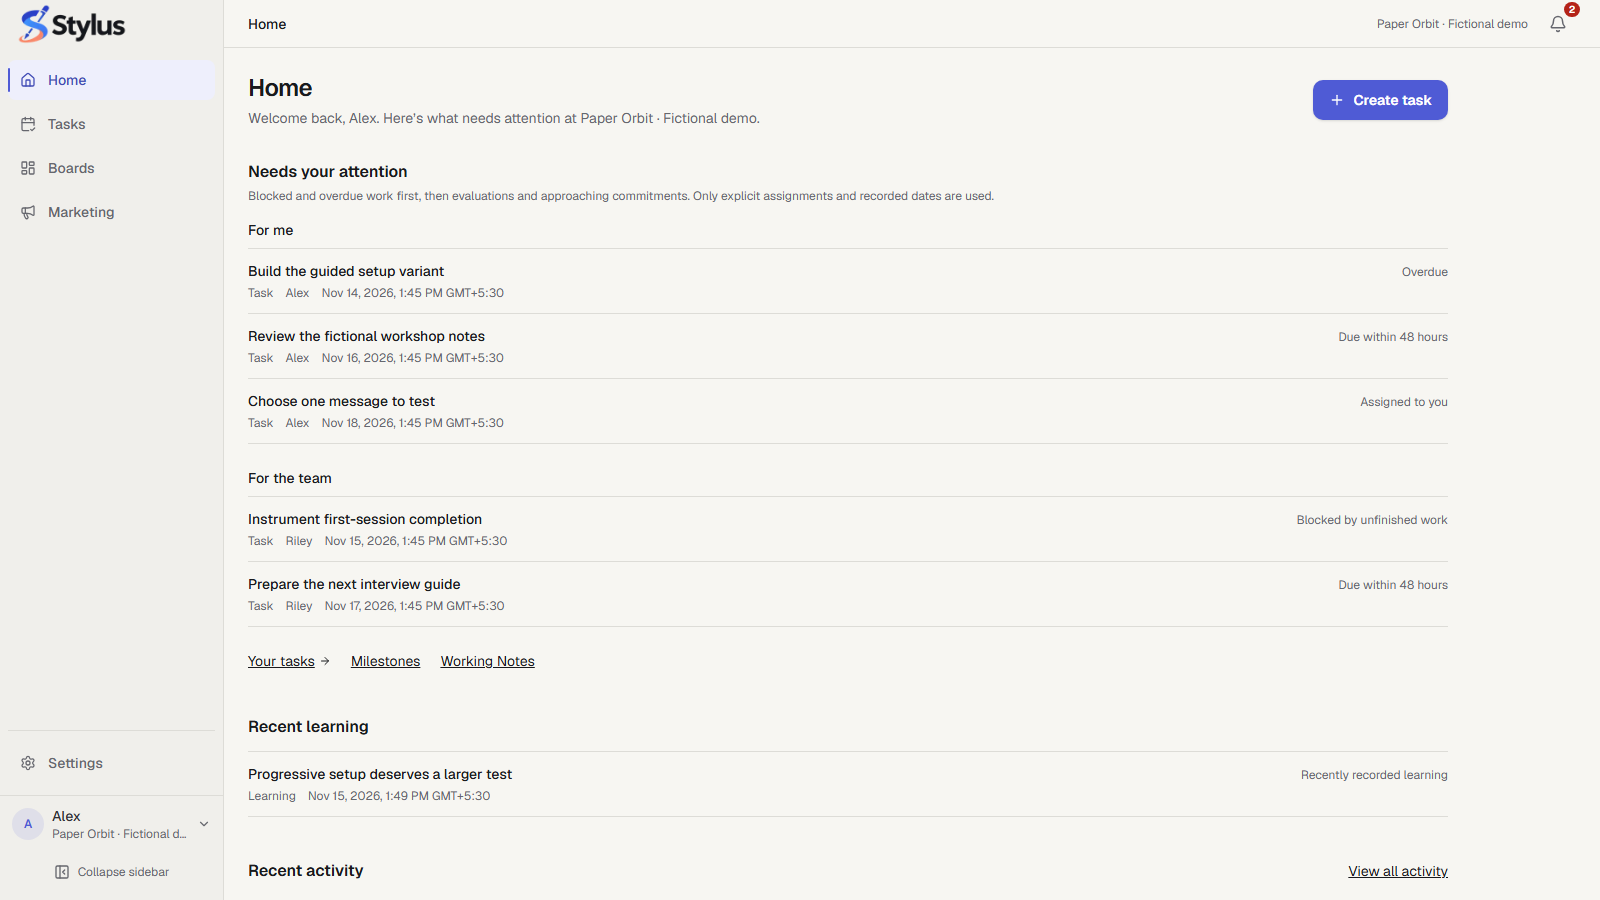 Stylus
Home
Tasks
Boards
Marketing
Settings
A
Alex
Paper Orbit · Fictional d...
Collapse sidebar
Home
Paper Orbit · Fictional demo
2
Home
Welcome back, Alex. Here's what needs attention at Paper Orbit · Fictional demo.
Create task
Needs your attention
Blocked and overdue work first, then evaluations and approaching commitments. Only explicit assignments and recorded dates are used.
For me
Build the guided setup variant
Overdue
Task Alex Nov 14, 2026, 1:45 PM GMT+5:30
Review the fictional workshop notes
Due within 48 hours
Task Alex Nov 16, 2026, 1:45 PM GMT+5:30
Choose one message to test
Assigned to you
Task Alex Nov 18, 2026, 1:45 PM GMT+5:30
For the team
Instrument first-session completion
Blocked by unfinished work
Task Riley Nov 15, 2026, 1:45 PM GMT+5:30
Prepare the next interview guide
Due within 48 hours
Task Riley Nov 17, 2026, 1:45 PM GMT+5:30
Your tasks → Milestones Working Notes
Recent learning
Progressive setup deserves a larger test
Recently recorded learning
Learning Nov 15, 2026, 1:49 PM GMT+5:30
Recent activity
View all activity